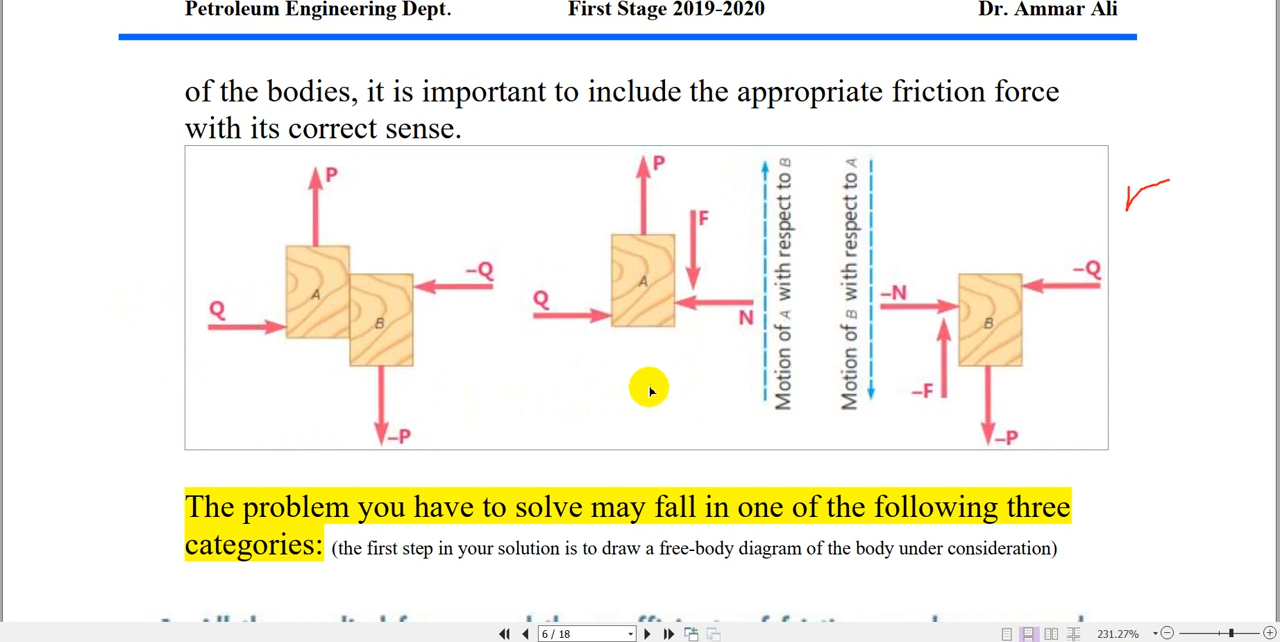 Petroleum Engineering Dept. First Stage 2019-2020 Dr. Ammar Ali
of the bodies, it is important to include the appropriate friction force
with its correct sense.
P
A
B
Q
-Q
-P
P
A
F
Q
N
Motion of A with respect to B
Motion of B with respect to A
-N
-F
B
-Q
-P
The problem you have to solve may fall in one of the following three
categories: (the first step in your solution is to draw a free-body diagram of the body under consideration)
6 / 18
231.27%